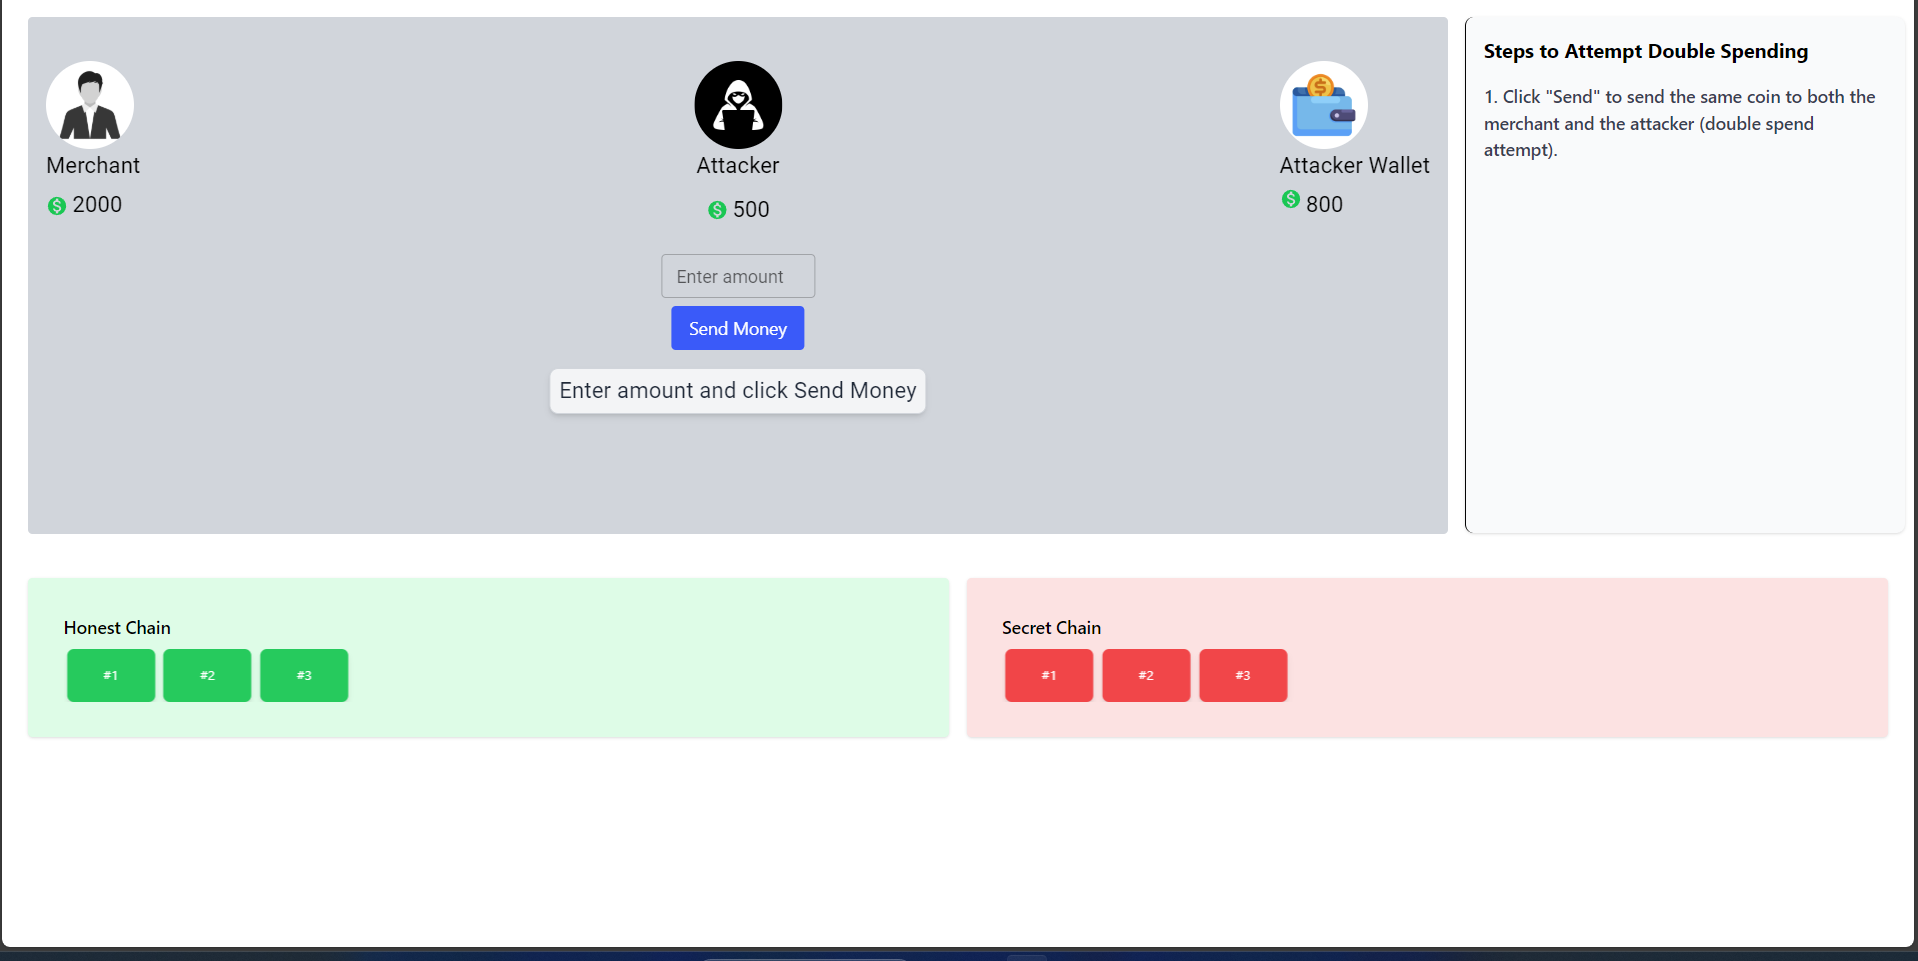 Merchant
2000
Attacker
500
Attacker Wallet
800
Enter amount
Send Money
Enter amount and click Send Money
Steps to Attempt Double Spending
1. Click "Send" to send the same coin to both the
merchant and the attacker (double spend
attempt).
Honest Chain
#1 #2 #3
Secret Chain
#1 #2 #3